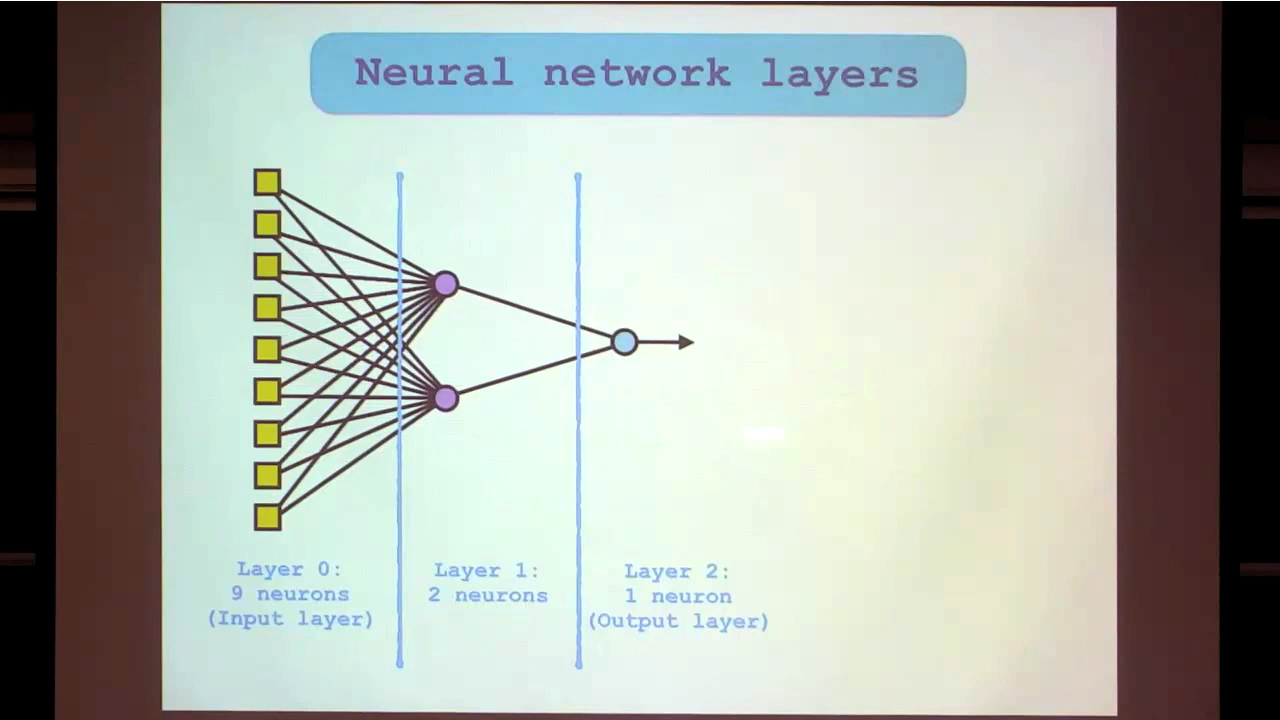 Neural network layers
Layer 0:
9 neurons
(Input layer)
Layer 1:
2 neurons
Layer 2:
1 neuron
(Output layer)